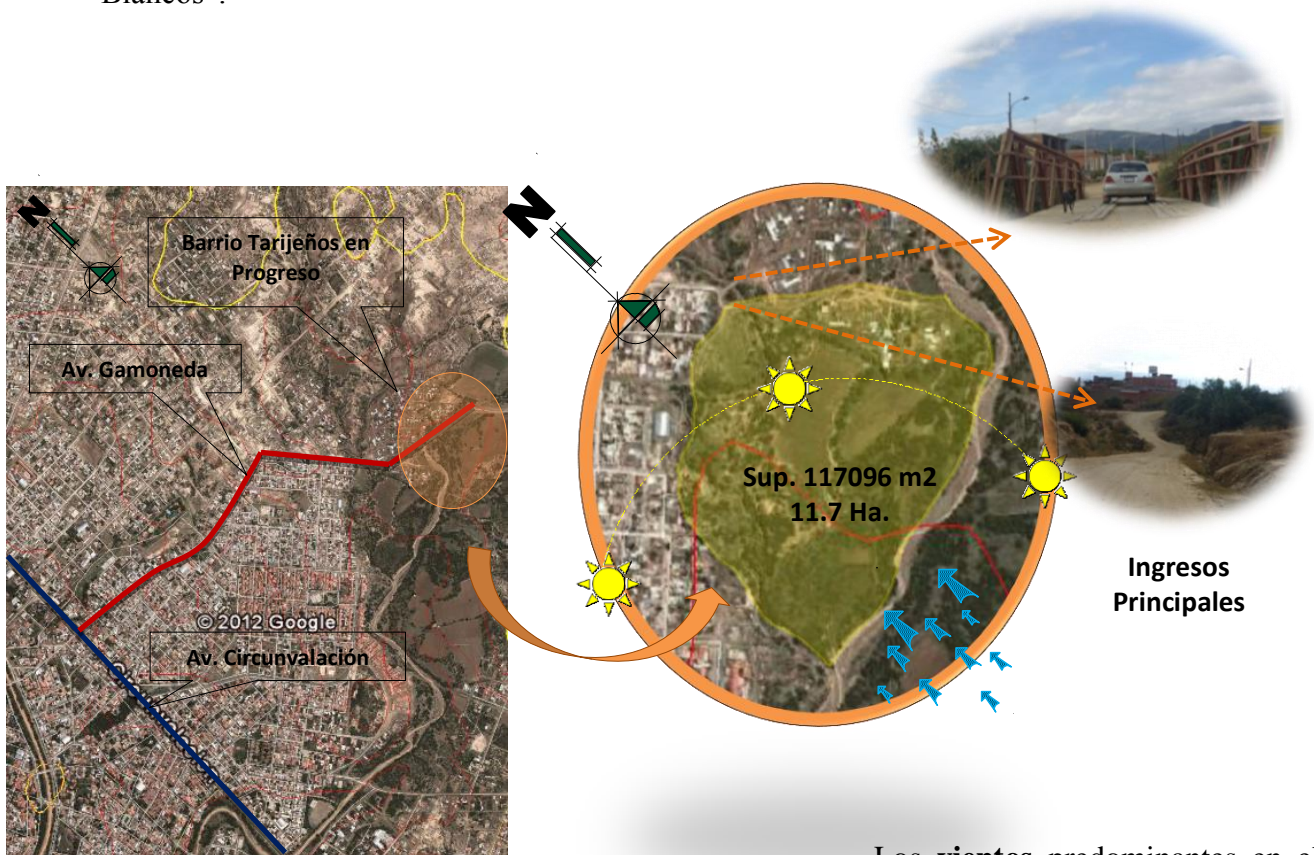 Blancos".
N
Barrio Tarijeños en
Progreso
Av. Gamoneda
© 2012 Google
Av. Circunvalación
N
Sup. 117096 m2
11.7 Ha.
Ingresos
Principales
Los vientos predominantes en